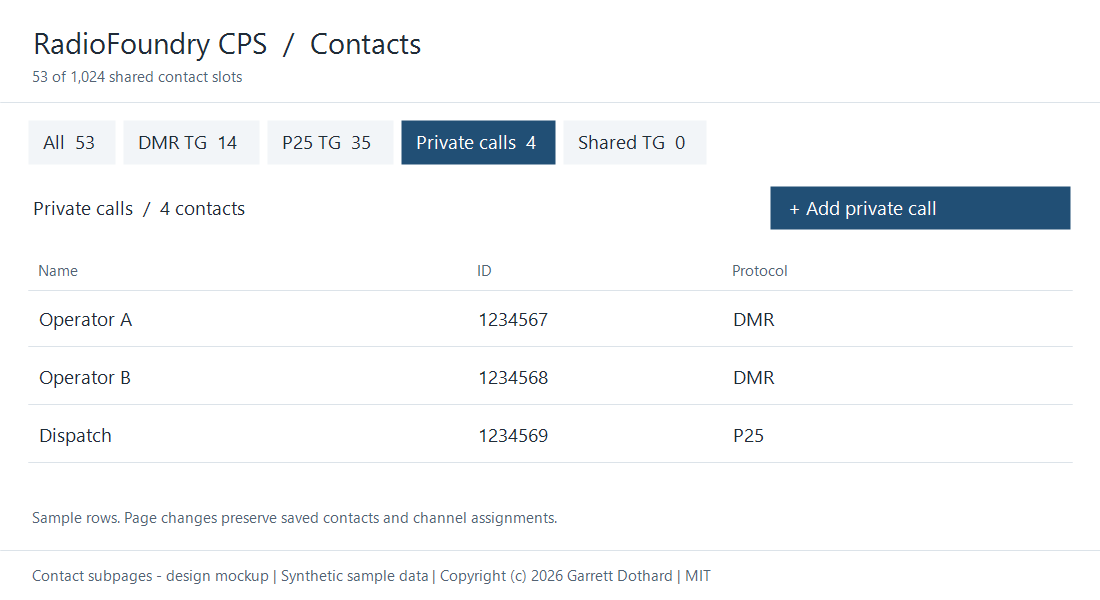 RadioFoundry CPS / Contacts
53 of 1,024 shared contact slots
All 53 DMR TG 14 P25 TG 35 Private calls 4 Shared TG 0
Private calls / 4 contacts + Add private call
Name ID Protocol
Operator A 1234567 DMR
Operator B 1234568 DMR
Dispatch 1234569 P25
Sample rows. Page changes preserve saved contacts and channel assignments.
Contact subpages - design mockup | Synthetic sample data | Copyright (c) 2026 Garrett Dothard | MIT